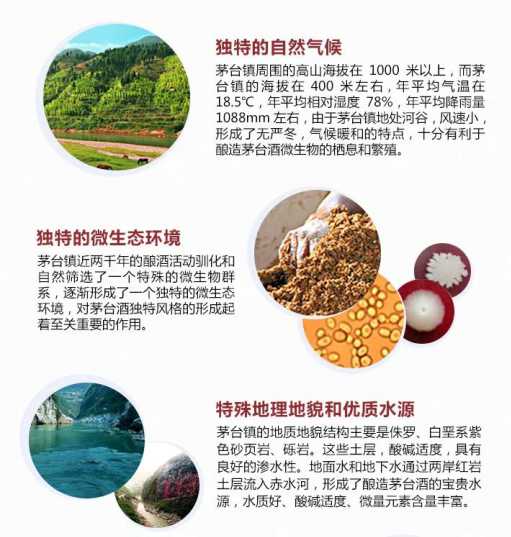 独特的自然气候
茅台镇周围的高山海拔在 1000 米以上，而茅
台镇的海拔在 400 米左右，年平均气温在
18.5℃，年平均相对湿度 78%，年平均降雨量
1088mm 左右，由于茅台镇地处河谷，风速小，
形成了无严冬，气候暖和的特点，十分有利于
酿造茅台酒微生物的栖息和繁殖。
独特的微生态环境
茅台镇近两千年的酿酒活动驯化和
自然筛选了一个特殊的微生物群
系，逐渐形成了一个独特的微生态
环境，对茅台酒独特风格的形成起
着至关重要的作用。
特殊地理地貌和优质水源
茅台镇的地质地貌结构主要是侏罗、白垩系紫
色砂页岩、砾岩。这些土层，酸碱适度，具有
良好的渗水性。地面水和地下水通过两岸红岩
土层流入赤水河，形成了酿造茅台酒的宝贵水
源，水质好、酸碱适度、微量元素含量丰富。